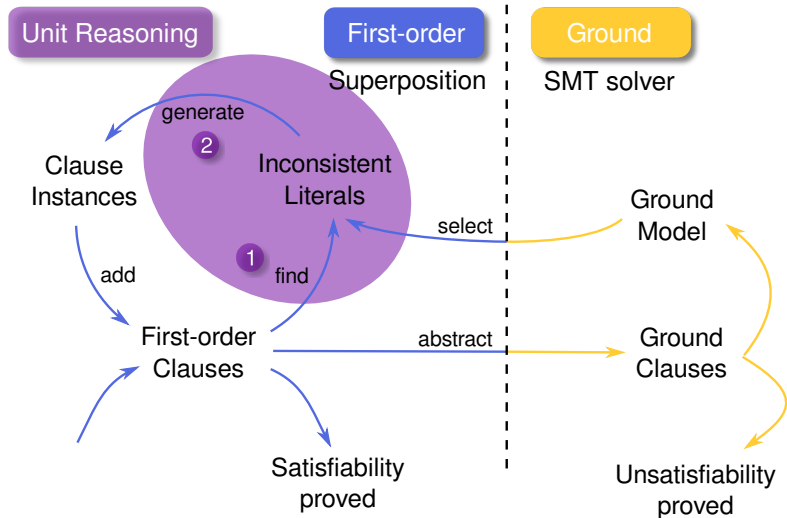 Unit Reasoning
First-order
Ground
Superposition
SMT solver
generate
2
Clause
Instances
Inconsistent
Literals
Ground
Model
select
1
add
find
First-order
Clauses
abstract
Ground
Clauses
Satisfiability
proved
Unsatisfiability
proved